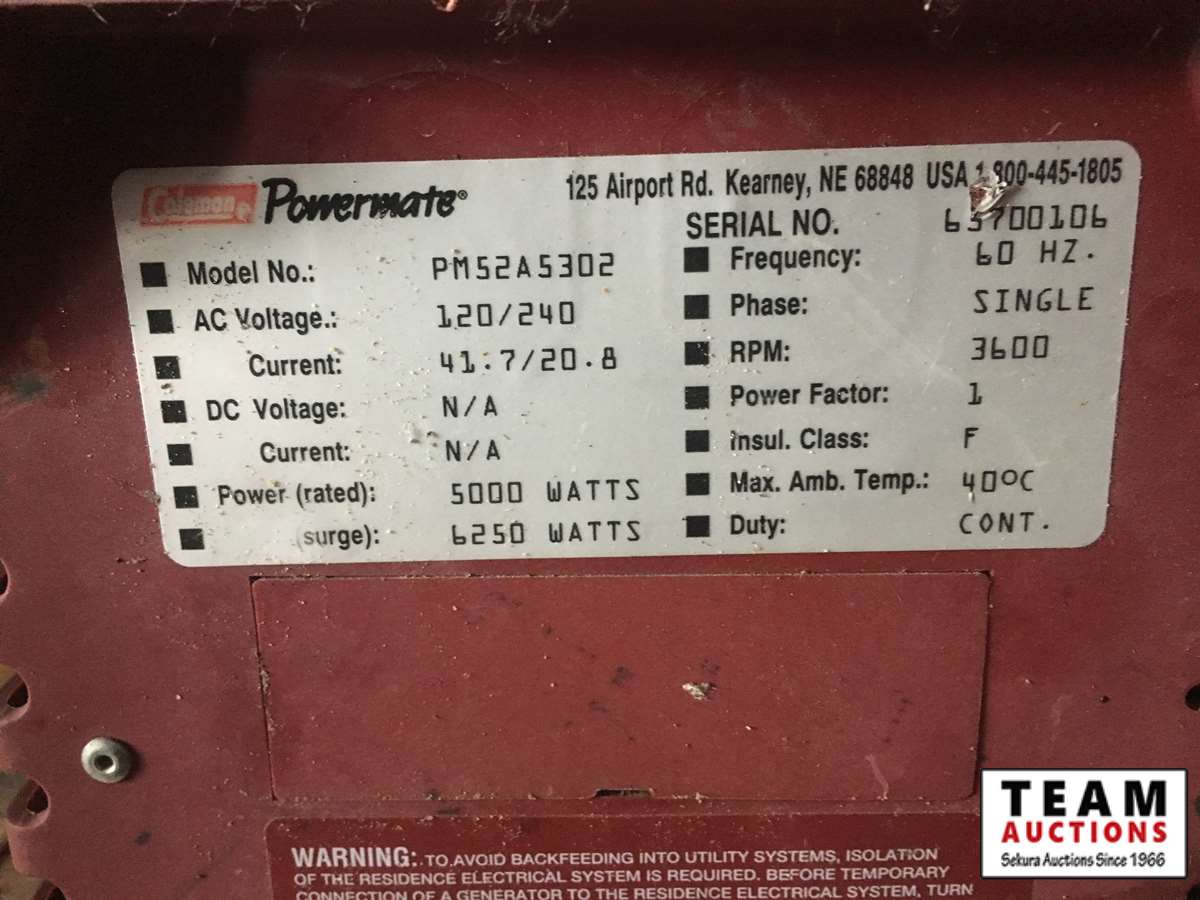 Coleman Powermate® 125 Airport Rd. Kearney, NE 68848 USA 1-800-445-1805
SERIAL NO. 63700106
Model No.: PM52A5302
Frequency: 60 HZ.
AC Voltage.: 120/240
Phase: SINGLE
Current: 41.7/20.8
RPM: 3600
DC Voltage: N/A
Power Factor: 1
Current: N/A
Insul. Class: F
Power (rated): 5000 WATTS
Max. Amb. Temp.: 40°C
(surge): 6250 WATTS
Duty: CONT.
WARNING: TO AVOID BACKFEEDING INTO UTILITY SYSTEMS, ISOLATION
OF THE RESIDENCE ELECTRICAL SYSTEM IS REQUIRED. BEFORE TEMPORARY
CONNECTION OF A GENERATOR TO THE RESIDENCE ELECTRICAL SYSTEM, TURN
TEAM
AUCTIONS
Sekura Auctions Since 1966